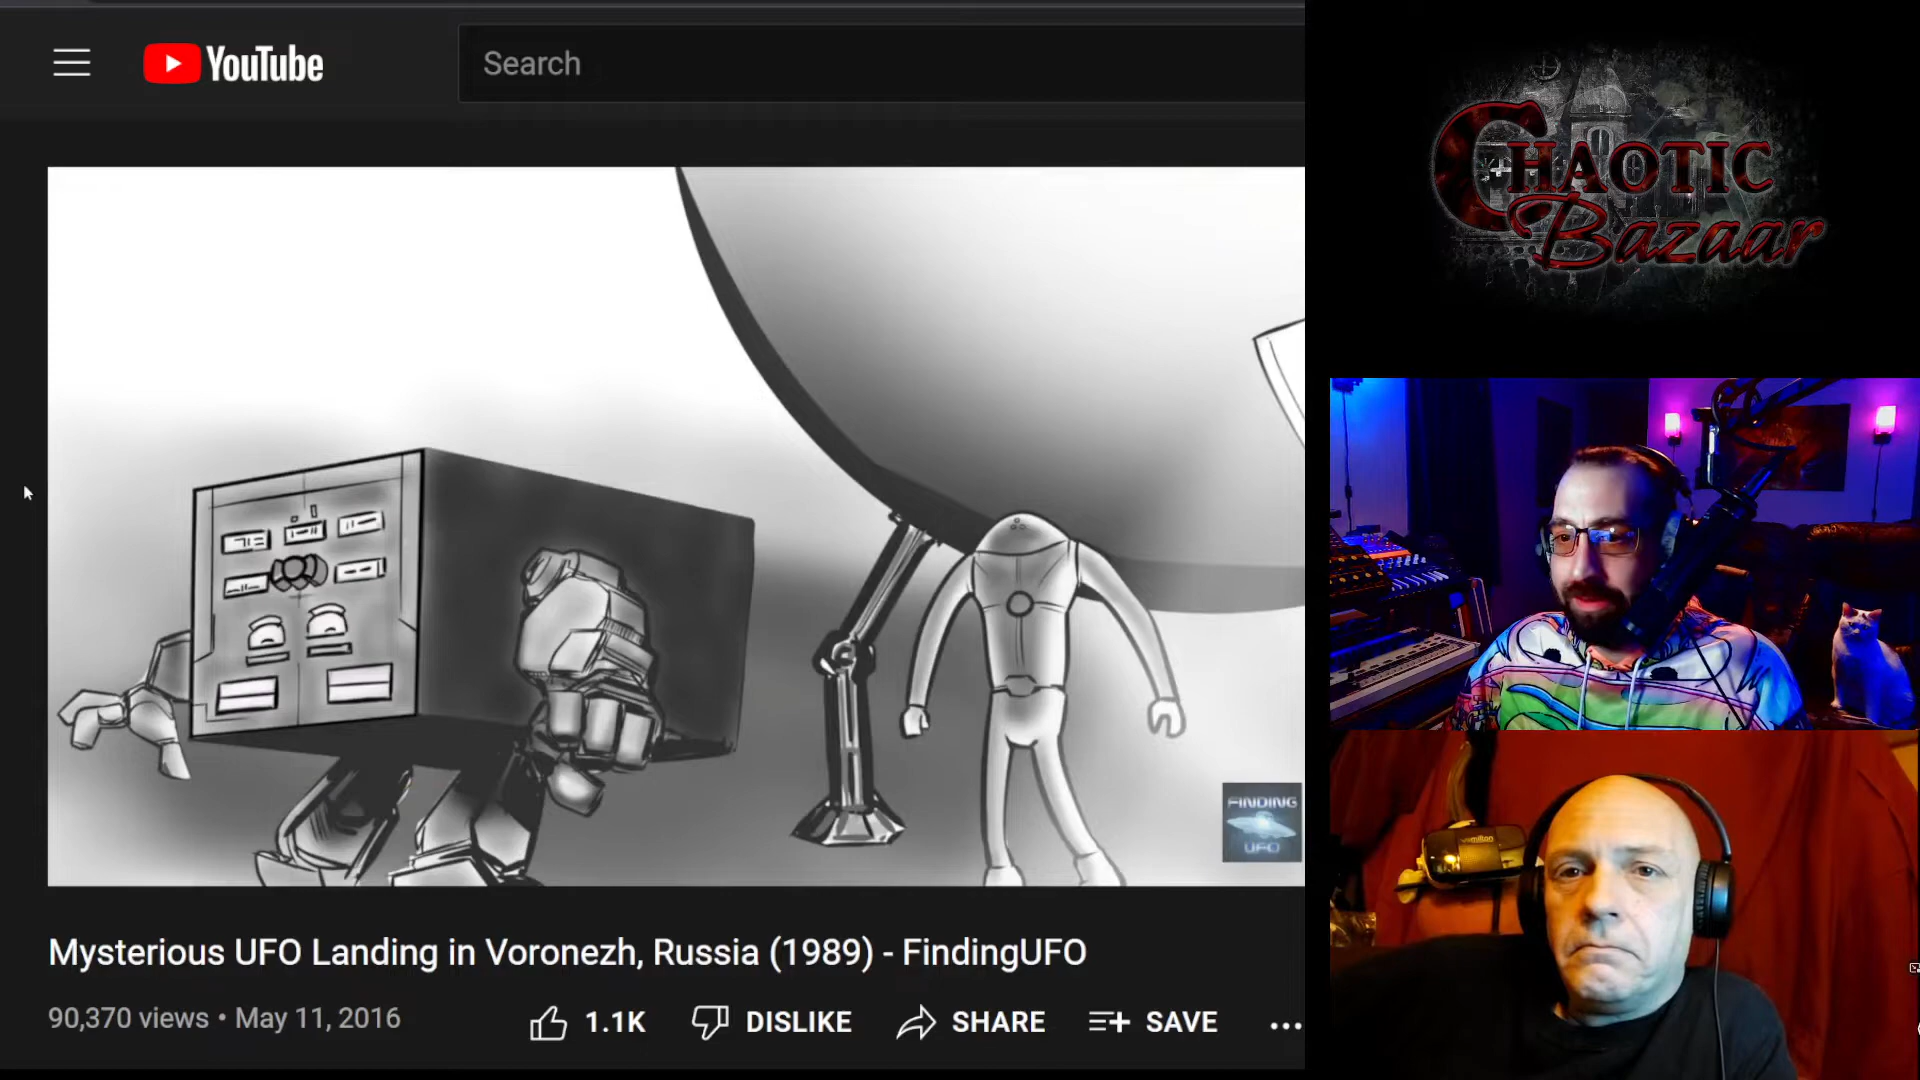 YouTube
Search
CHAOTIC
Bazaar
FINDING
UFO
Mysterious UFO Landing in Voronezh, Russia (1989) - FindingUFO
90,370 views • May 11, 2016
1.1K
DISLIKE
SHARE
SAVE